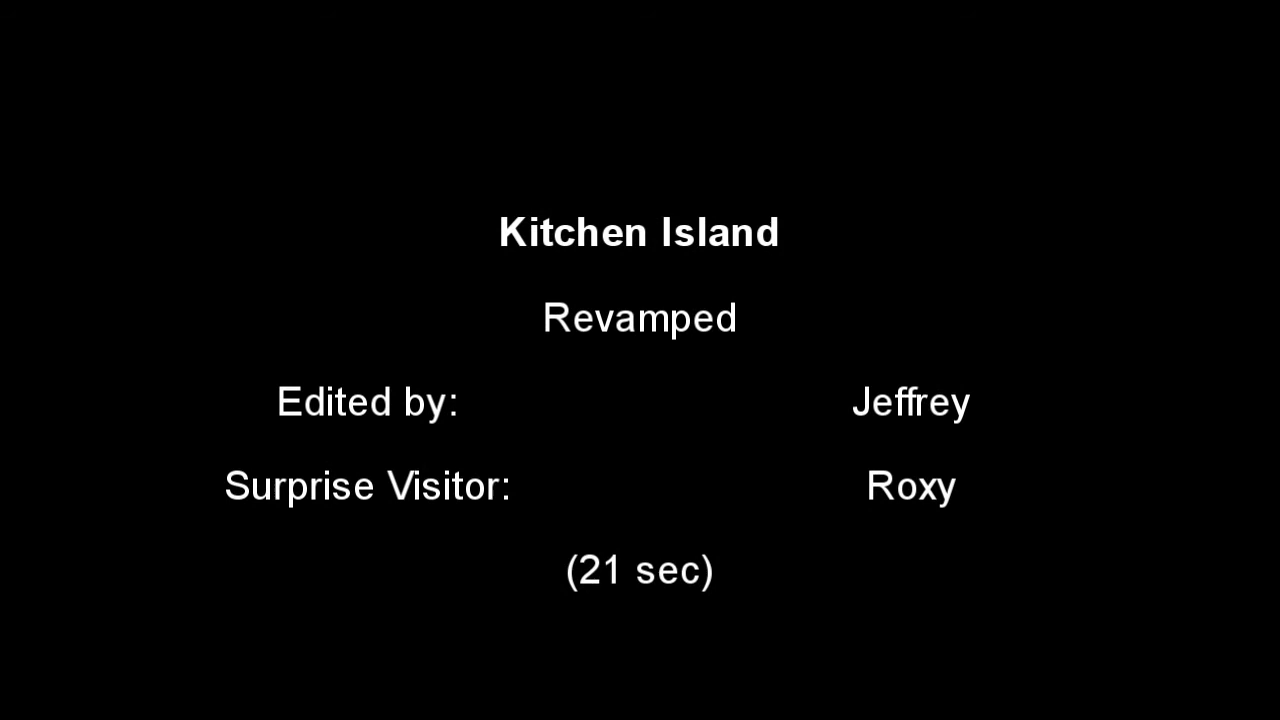 Kitchen Island
Revamped
Edited by: Jeffrey
Surprise Visitor: Roxy
(21 sec)